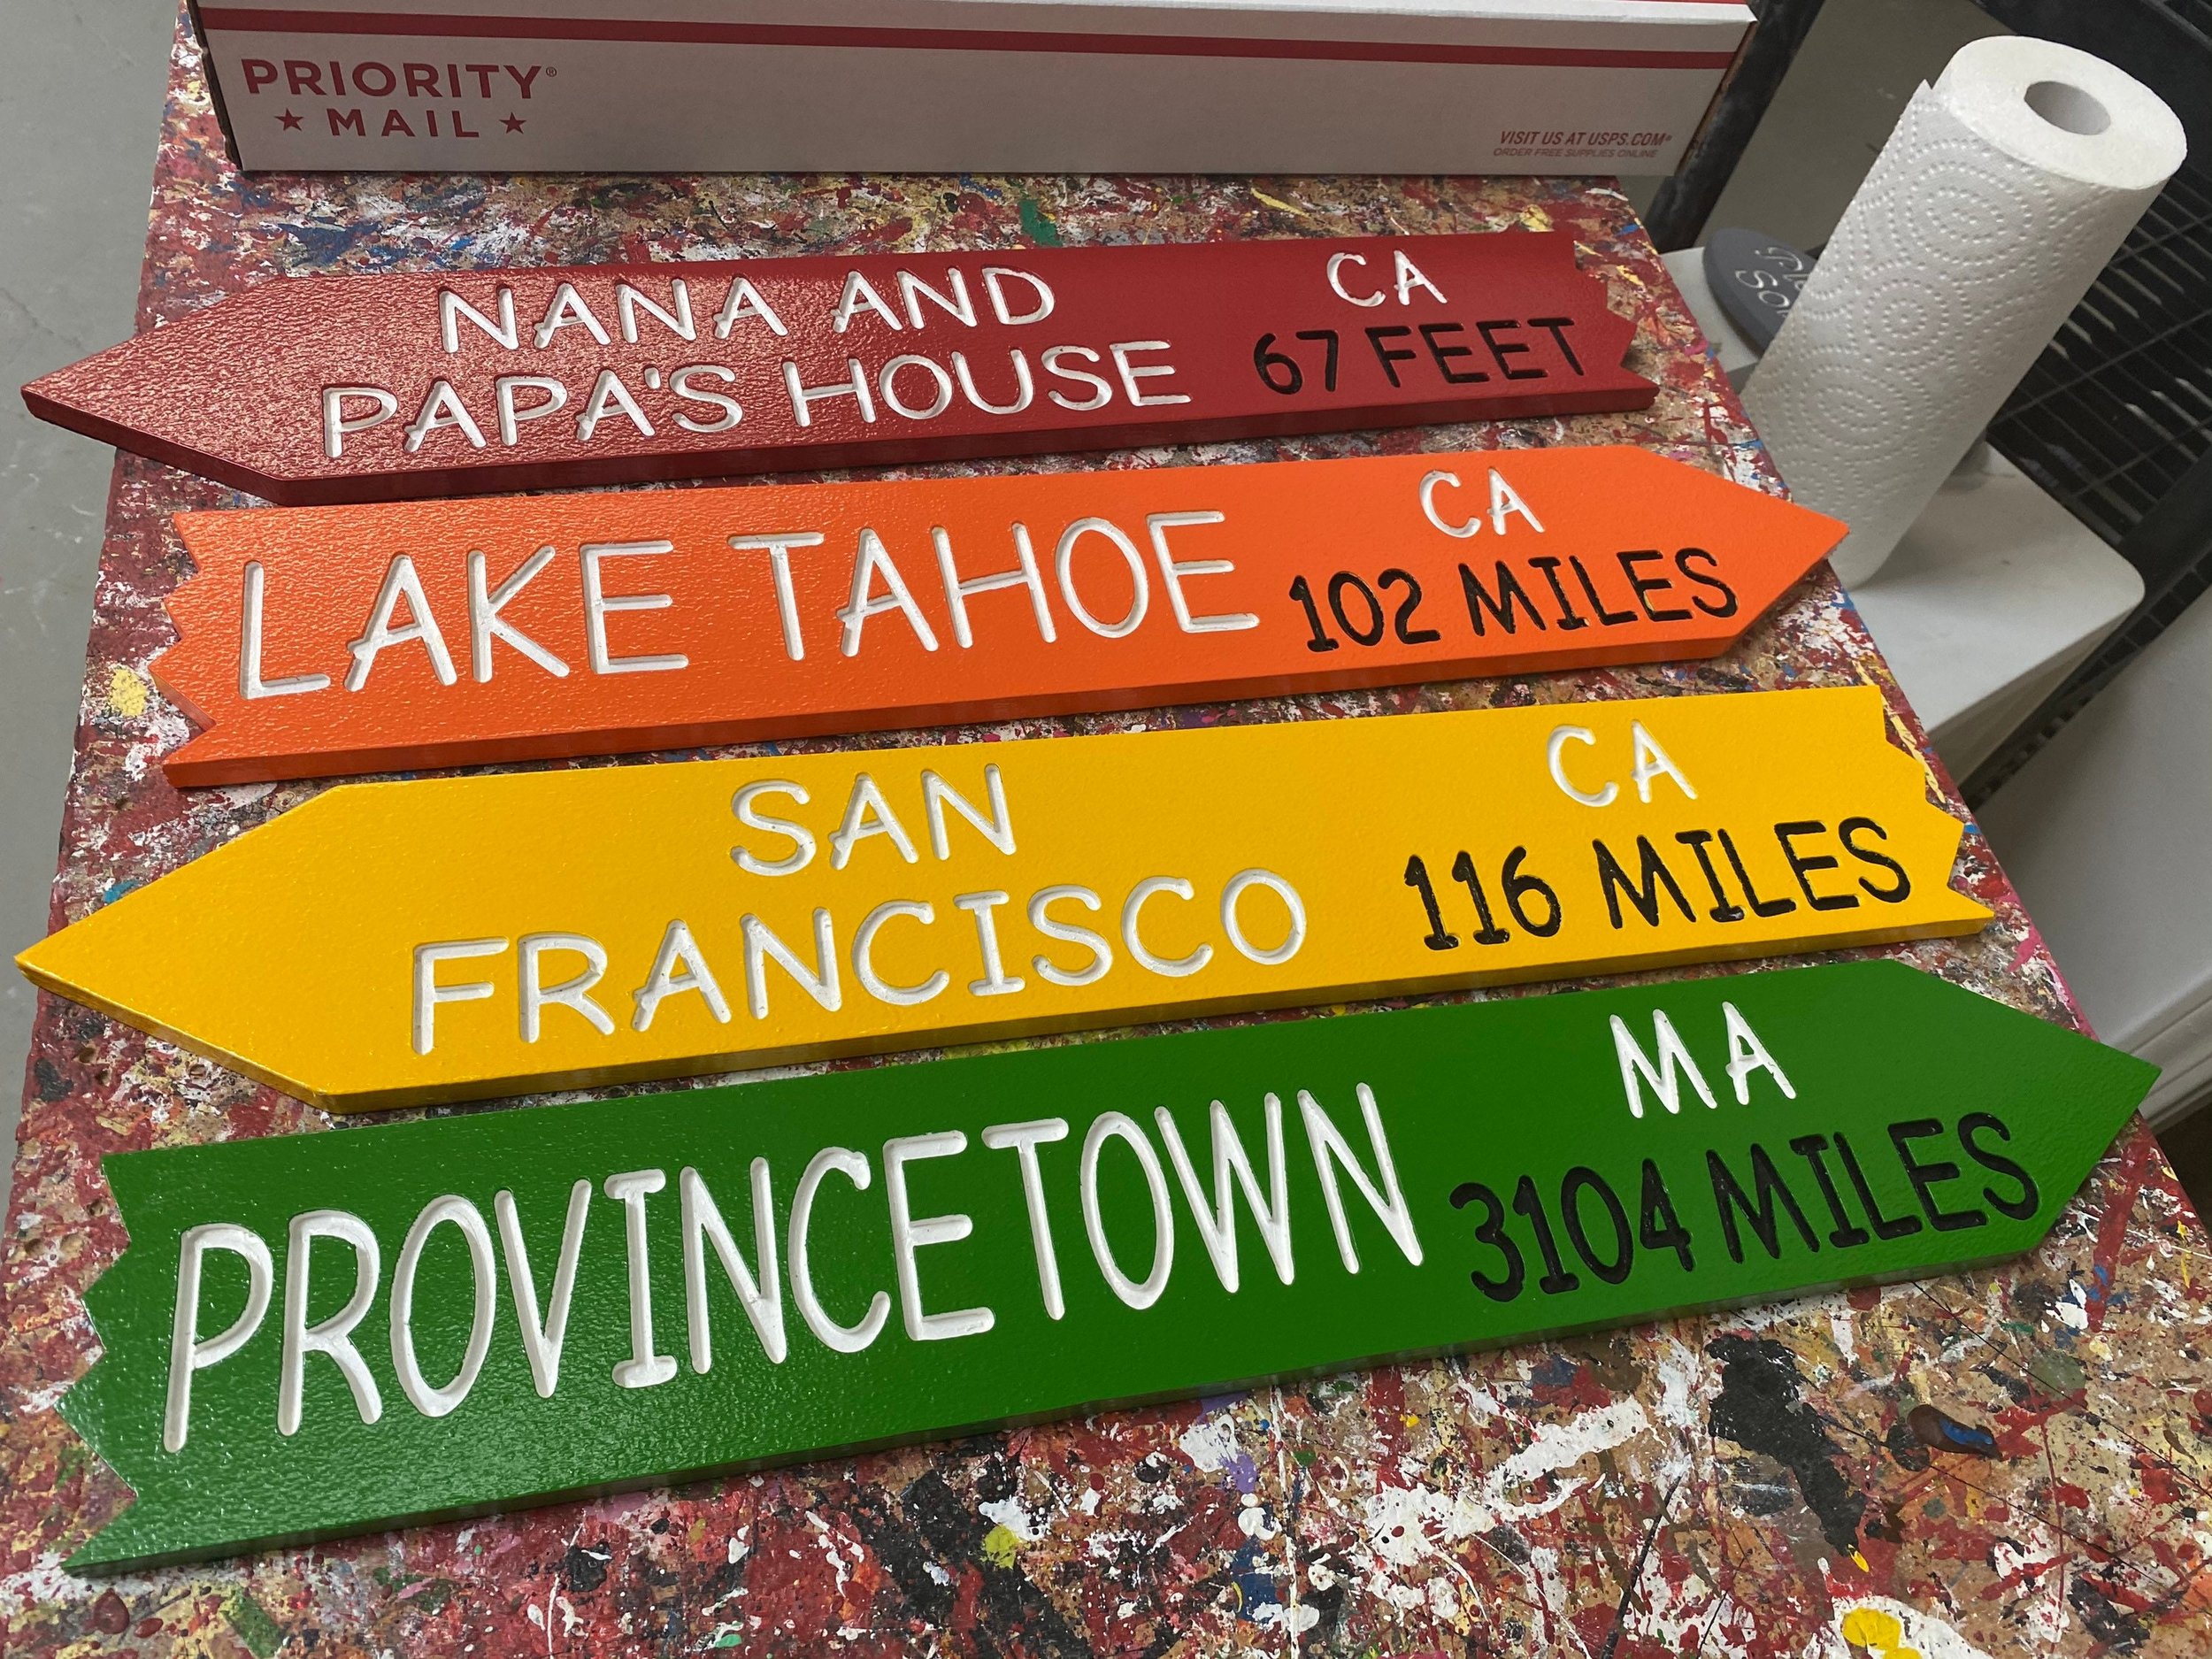 PRIORITY®
★ MAIL ★
VISIT US AT USPS.COM®
ORDER FREE SUPPLIES ONLINE
NANA AND
PAPA'S HOUSE
CA
67 FEET
LAKE TAHOE
CA
102 MILES
SAN
FRANCISCO
CA
116 MILES
PROVINCETOWN
MA
3104 MILES